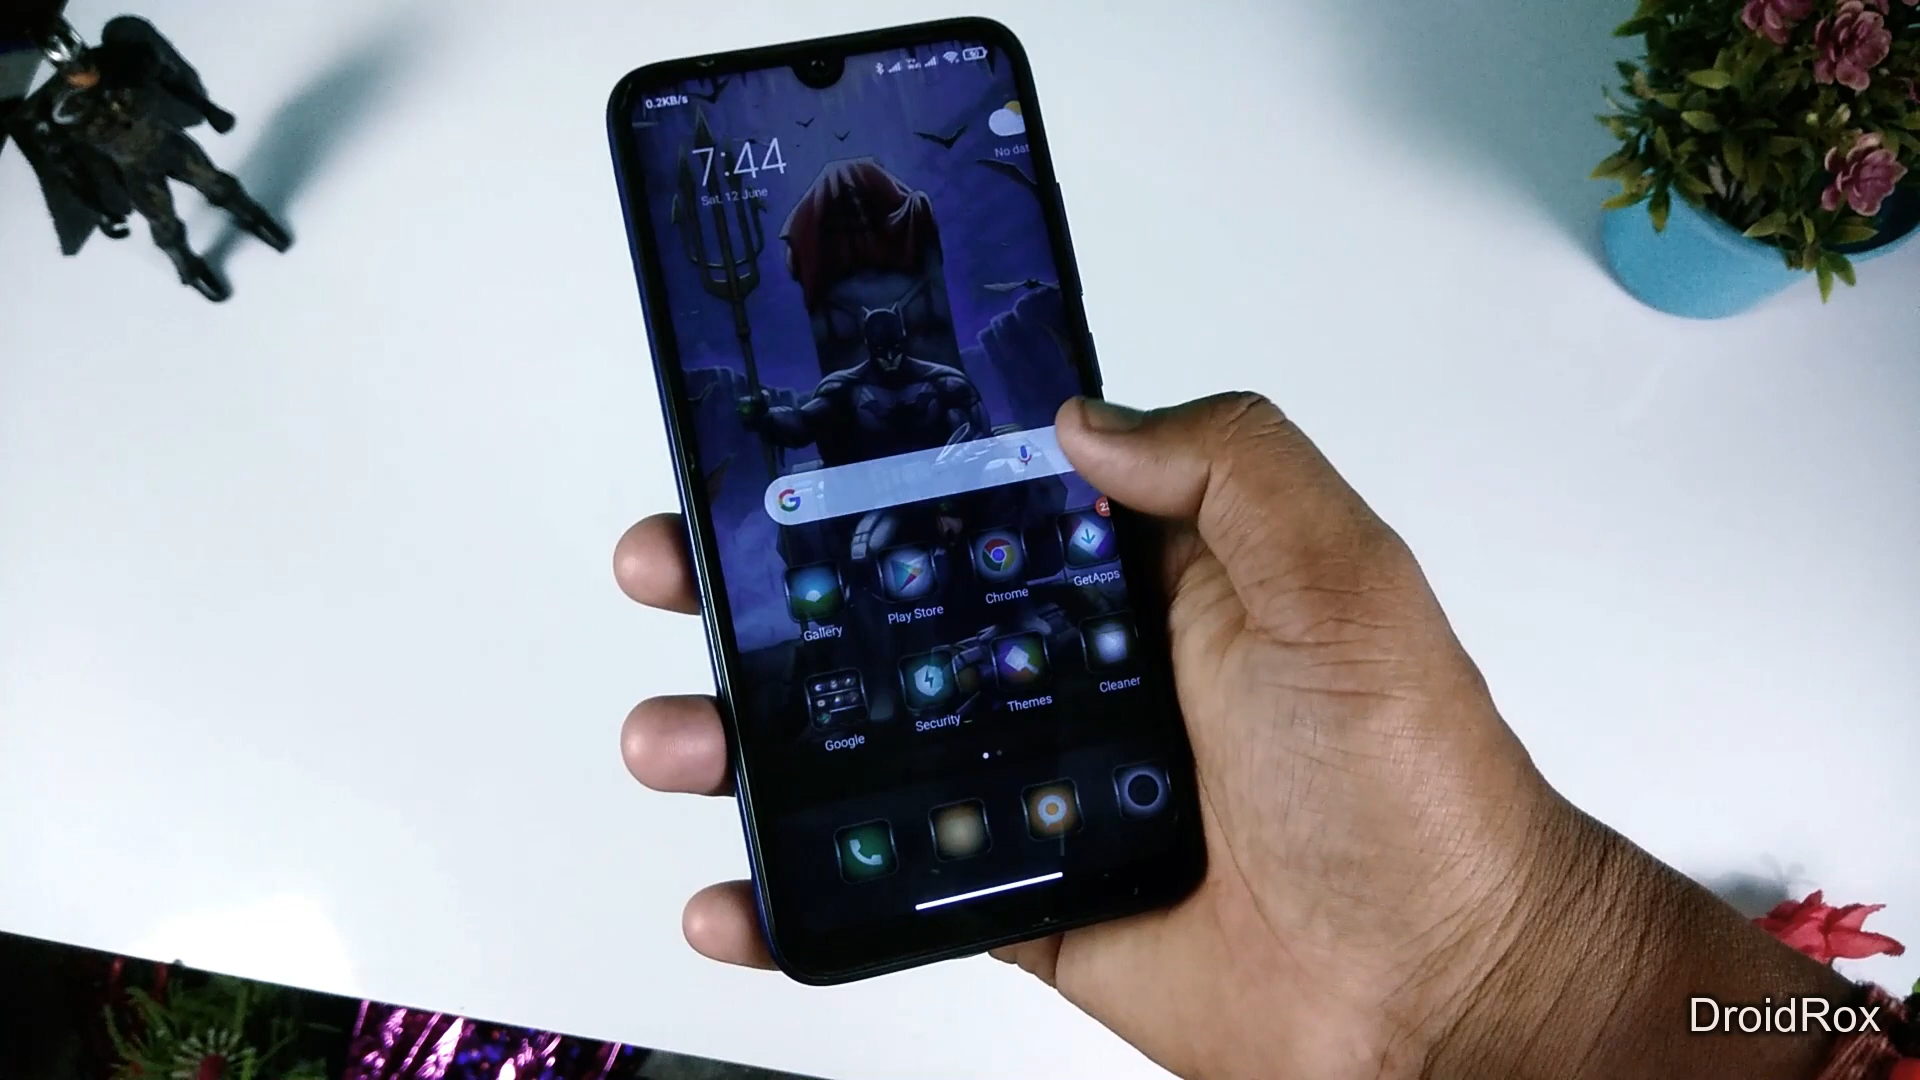 0.2KB/s
7:44
Sat, 12 June
No dat
G
Gallery
Play Store
Chrome
GetApps
Google
Security
Themes
Cleaner
DroidRox